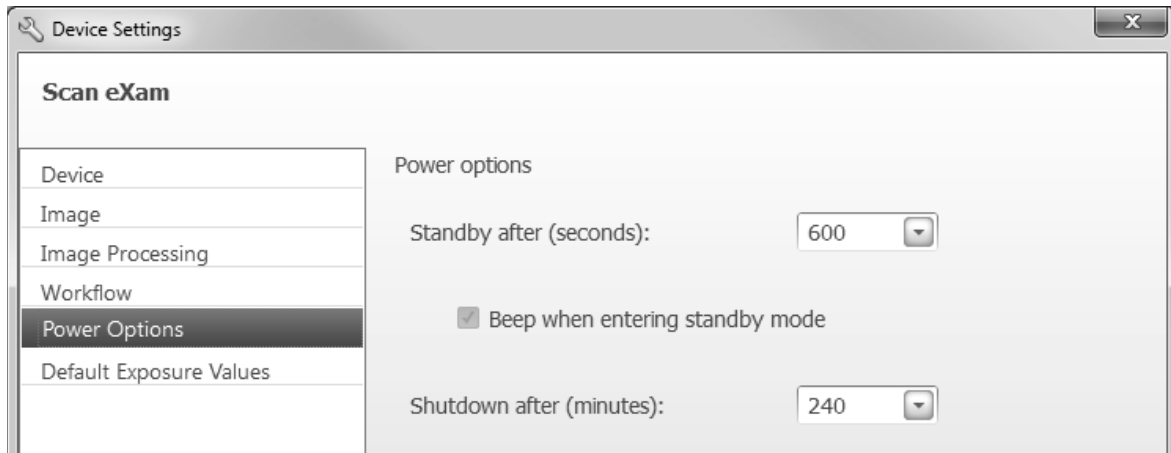 Device Settings
Scan eXam
Device
Image
Image Processing
Workflow
Power Options
Default Exposure Values
Power options
Standby after (seconds): 600
Beep when entering standby mode
Shutdown after (minutes): 240